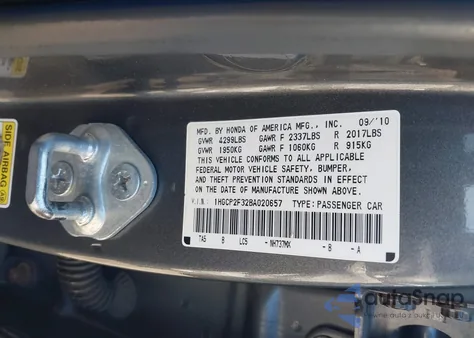 MFD. BY HONDA OF AMERICA MFG., INC. 09/10
GVWR 4299LBS GAWR F 2337LBS R 2017LBS
GVWR 1950KG GAWR F 1060KG R 915KG
THIS VEHICLE CONFORMS TO ALL APPLICABLE
FEDERAL MOTOR VEHICLE SAFETY, BUMPER,
AND THEFT PREVENTION STANDARDS IN EFFECT
ON THE DATE OF MANUFACTURE SHOWN ABOVE.
V.I.N.: 1HGCP2F32BA020657 TYPE: PASSENGER CAR
TA5 B LC5 -NH737MX -B -A
SIDE AIRBAG
autoSnap